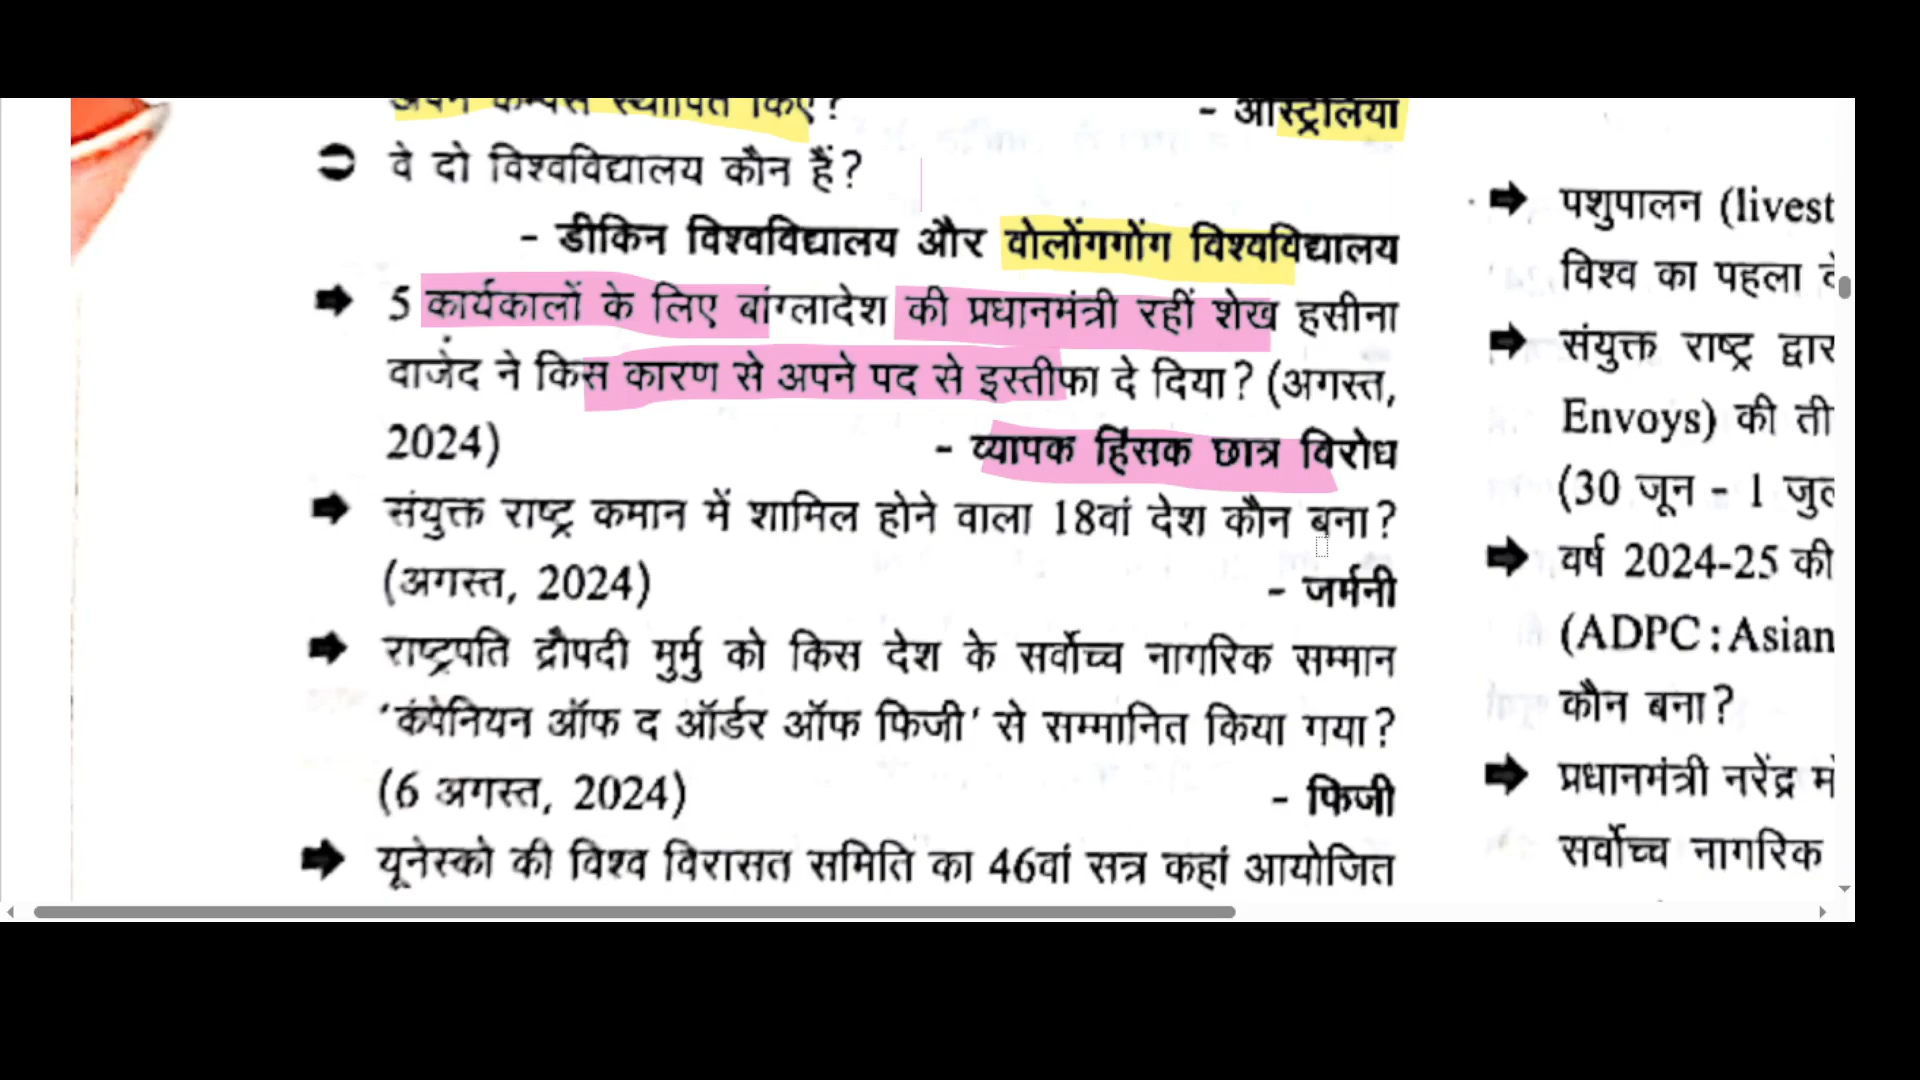 अपने कैम्पस स्थापित किए?
- ऑस्ट्रेलिया
वे दो विश्वविद्यालय कौन हैं?
- डीकिन विश्वविद्यालय और वोलोंगगोंग विश्वविद्यालय
5 कार्यकालों के लिए बांग्लादेश की प्रधानमंत्री रहीं शेख हसीना
वाजेद ने किस कारण से अपने पद से इस्तीफा दे दिया? (अगस्त,
2024) - व्यापक हिंसक छात्र विरोध
संयुक्त राष्ट्र कमान में शामिल होने वाला 18वां देश कौन बना?
(अगस्त, 2024) - जर्मनी
राष्ट्रपति द्रौपदी मुर्मु को किस देश के सर्वोच्च नागरिक सम्मान
'कंपेनियन ऑफ द ऑर्डर ऑफ फिजी' से सम्मानित किया गया?
(6 अगस्त, 2024) - फिजी
यूनेस्को की विश्व विरासत समिति का 46वां सत्र कहां आयोजित
पशुपालन (livest
विश्व का पहला
संयुक्त राष्ट्र द्वार
Envoys) की ती
(30 जून - 1 जुल
वर्ष 2024-25 की
(ADPC : Asian
कौन बना?
प्रधानमंत्री नरेंद्र म
सर्वोच्च नागरिक